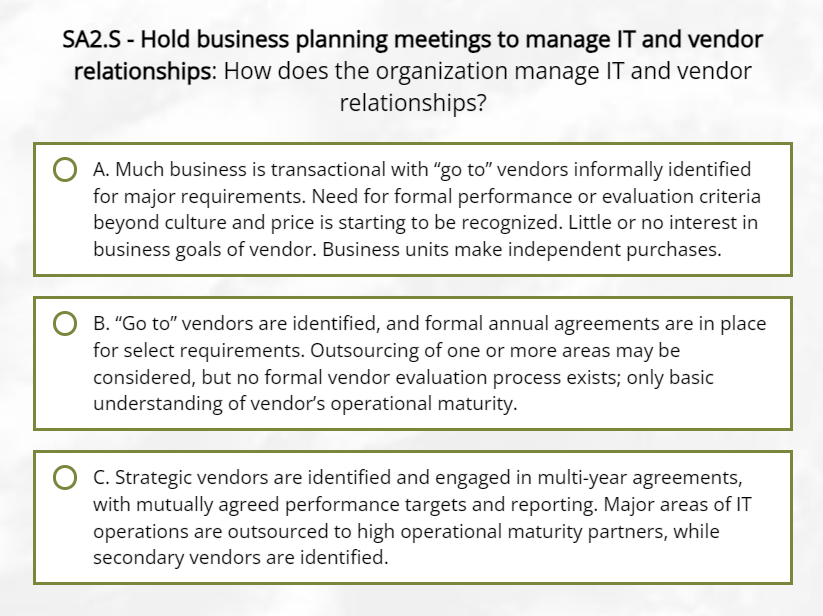 SA2.S - Hold business planning meetings to manage IT and vendor
relationships: How does the organization manage IT and vendor
relationships?
A. Much business is transactional with “go to” vendors informally identified
for major requirements. Need for formal performance or evaluation criteria
beyond culture and price is starting to be recognized. Little or no interest in
business goals of vendor. Business units make independent purchases.
B. “Go to” vendors are identified, and formal annual agreements are in place
for select requirements. Outsourcing of one or more areas may be
considered, but no formal vendor evaluation process exists; only basic
understanding of vendor’s operational maturity.
C. Strategic vendors are identified and engaged in multi-year agreements,
with mutually agreed performance targets and reporting. Major areas of IT
operations are outsourced to high operational maturity partners, while
secondary vendors are identified.